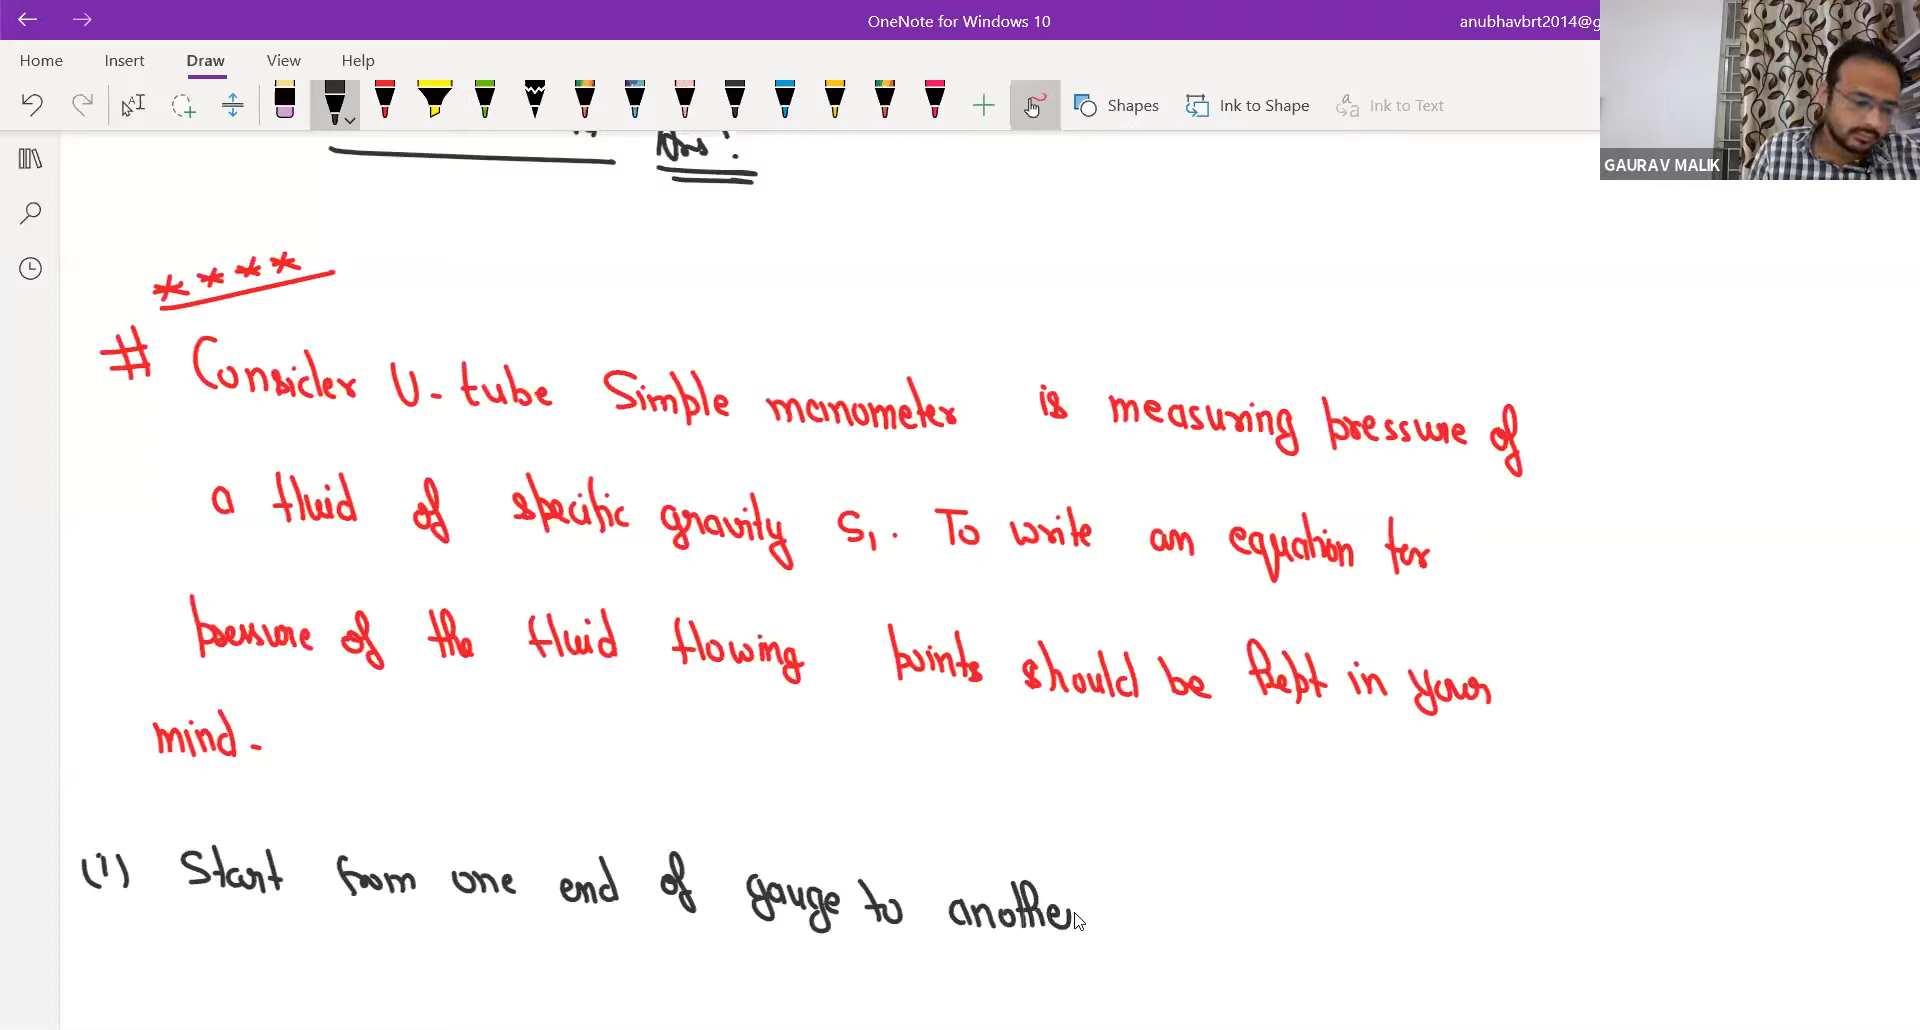 OneNote for Windows 10
anubhavbrt2014@g
Home Insert Draw View Help
Shapes Ink to Shape Ink to Text
GAURAV MALIK
Ans!
****
# Consider U-tube Simple manometer is measuring pressure of
a fluid of specific gravity S₁. To write an equation for
pressure of the fluid flowing points should be kept in your
mind.
(i) Start from one end of gauge to another